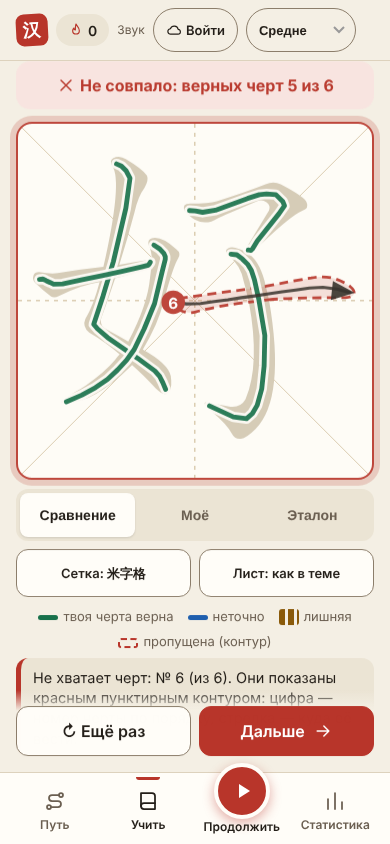 汉 0 Звук Войти Средне
Не совпало: верных черт 5 из 6
好
6
Сравнение Моё Эталон
Сетка: 米字格 Лист: как в теме
твоя черта верна неточно лишняя
пропущена (контур)
Не хватает черт: № 6 (из 6). Они показаны
красным пунктирным контуром: цифра —
Ещё раз Дальше
Путь Учить Продолжить Статистика